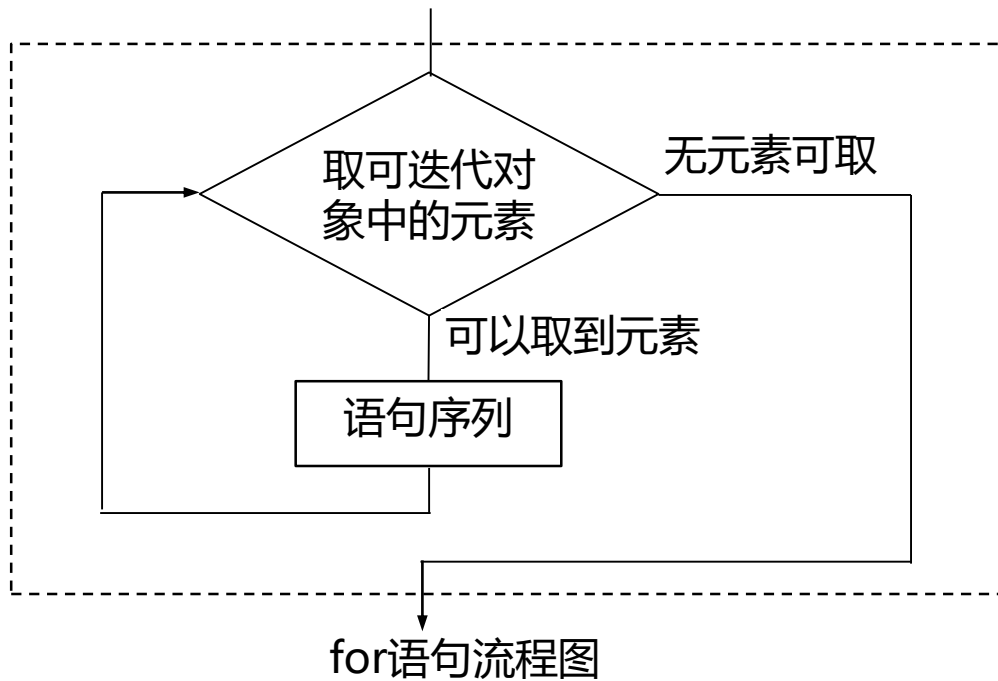 取可迭代对
象中的元素
无元素可取
可以取到元素
语句序列
for语句流程图